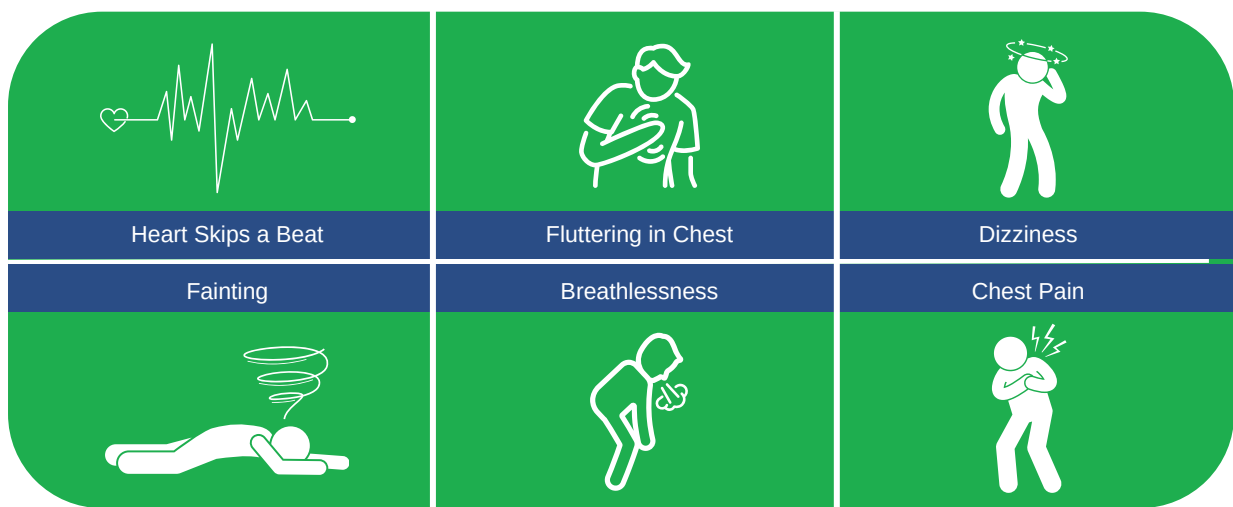 Heart Skips a Beat
Fluttering in Chest
Dizziness
Fainting
Breathlessness
Chest Pain